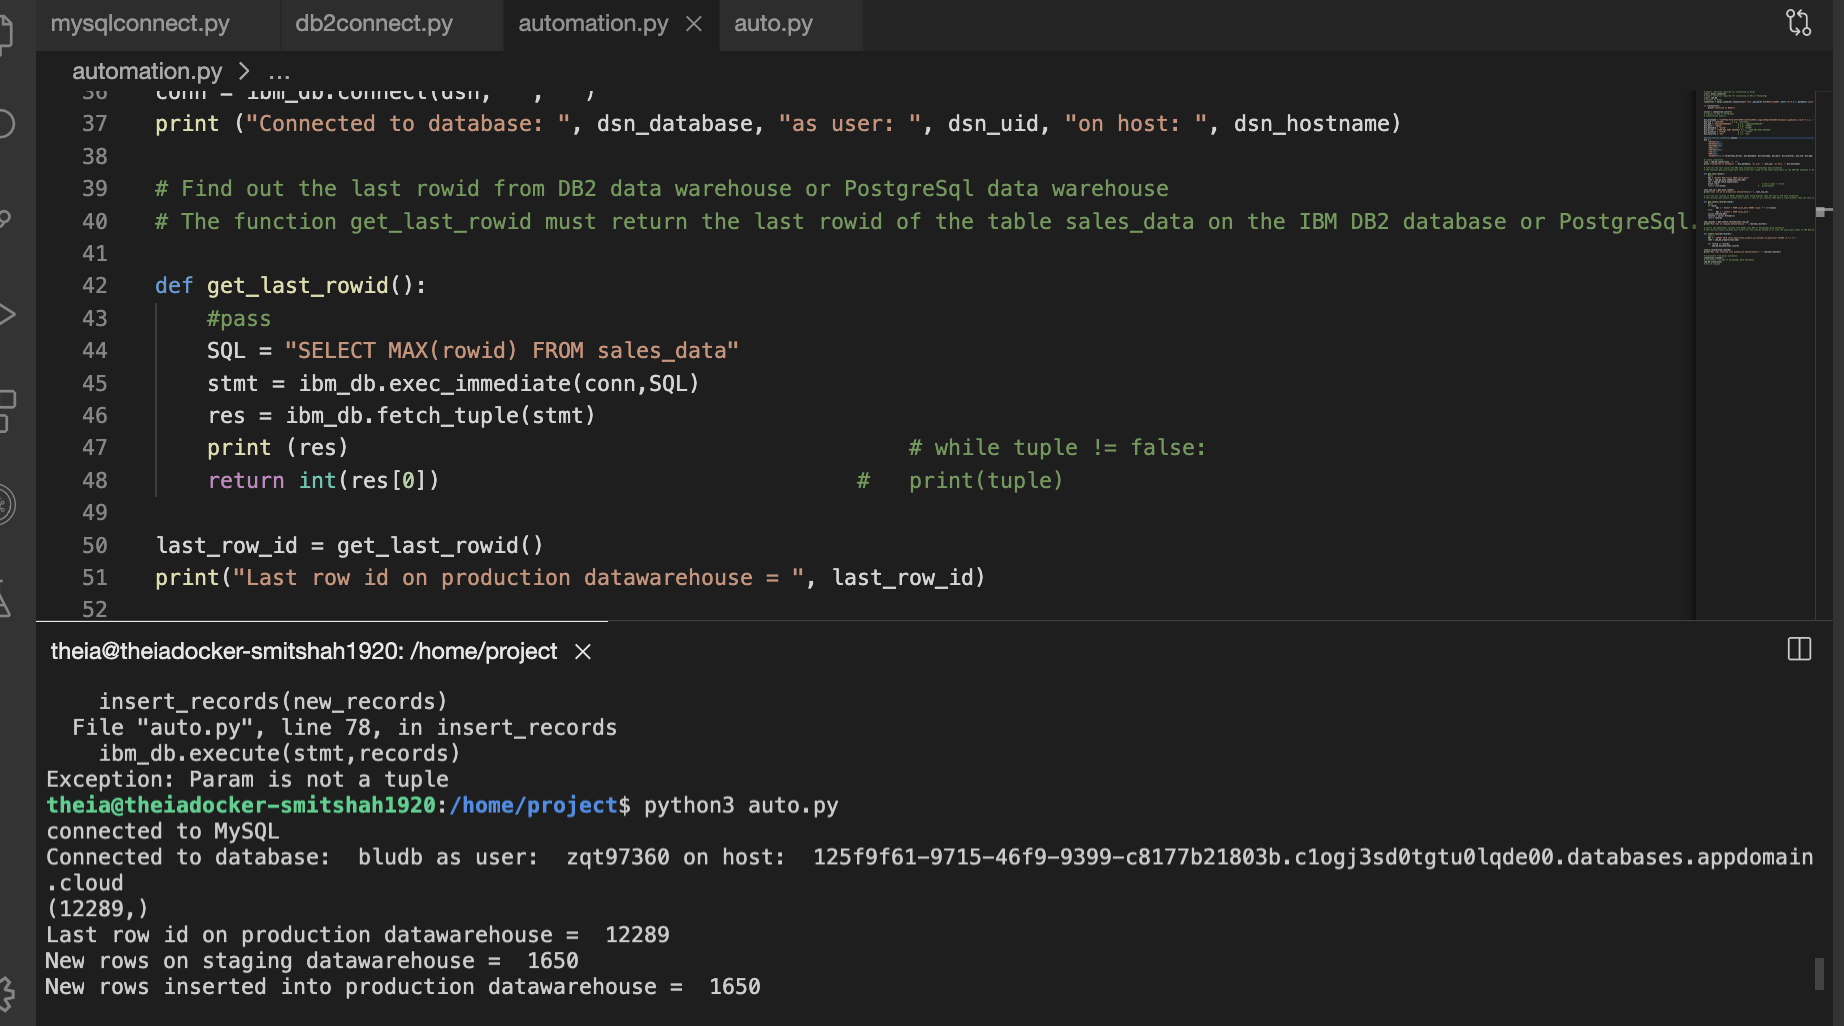 mysqlconnect.py db2connect.py automation.py auto.py
automation.py > ...
36 conn = ibm_db.connect(dsn, , )
37 print ("Connected to database: ", dsn_database, "as user: ", dsn_uid, "on host: ", dsn_hostname)
38
39 # Find out the last rowid from DB2 data warehouse or PostgreSql data warehouse
40 # The function get_last_rowid must return the last rowid of the table sales_data on the IBM DB2 database or PostgreSql.
41
42 def get_last_rowid():
43 #pass
44 SQL = "SELECT MAX(rowid) FROM sales_data"
45 stmt = ibm_db.exec_immediate(conn,SQL)
46 res = ibm_db.fetch_tuple(stmt)
47 print (res) # while tuple != false:
48 return int(res[0]) # print(tuple)
49
50 last_row_id = get_last_rowid()
51 print("Last row id on production datawarehouse = ", last_row_id)
52
theia@theiadocker-smitshah1920: /home/project
insert_records(new_records)
File "auto.py", line 78, in insert_records
ibm_db.execute(stmt,records)
Exception: Param is not a tuple
theia@theiadocker-smitshah1920:/home/project$ python3 auto.py
connected to MySQL
Connected to database:  bludb as user:  zqt97360 on host:  125f9f61-9715-46f9-9399-c8177b21803b.c1ogj3sd0tgtu0lqde00.databases.appdomain
.cloud
(12289,)
Last row id on production datawarehouse =  12289
New rows on staging datawarehouse =  1650
New rows inserted into production datawarehouse =  1650